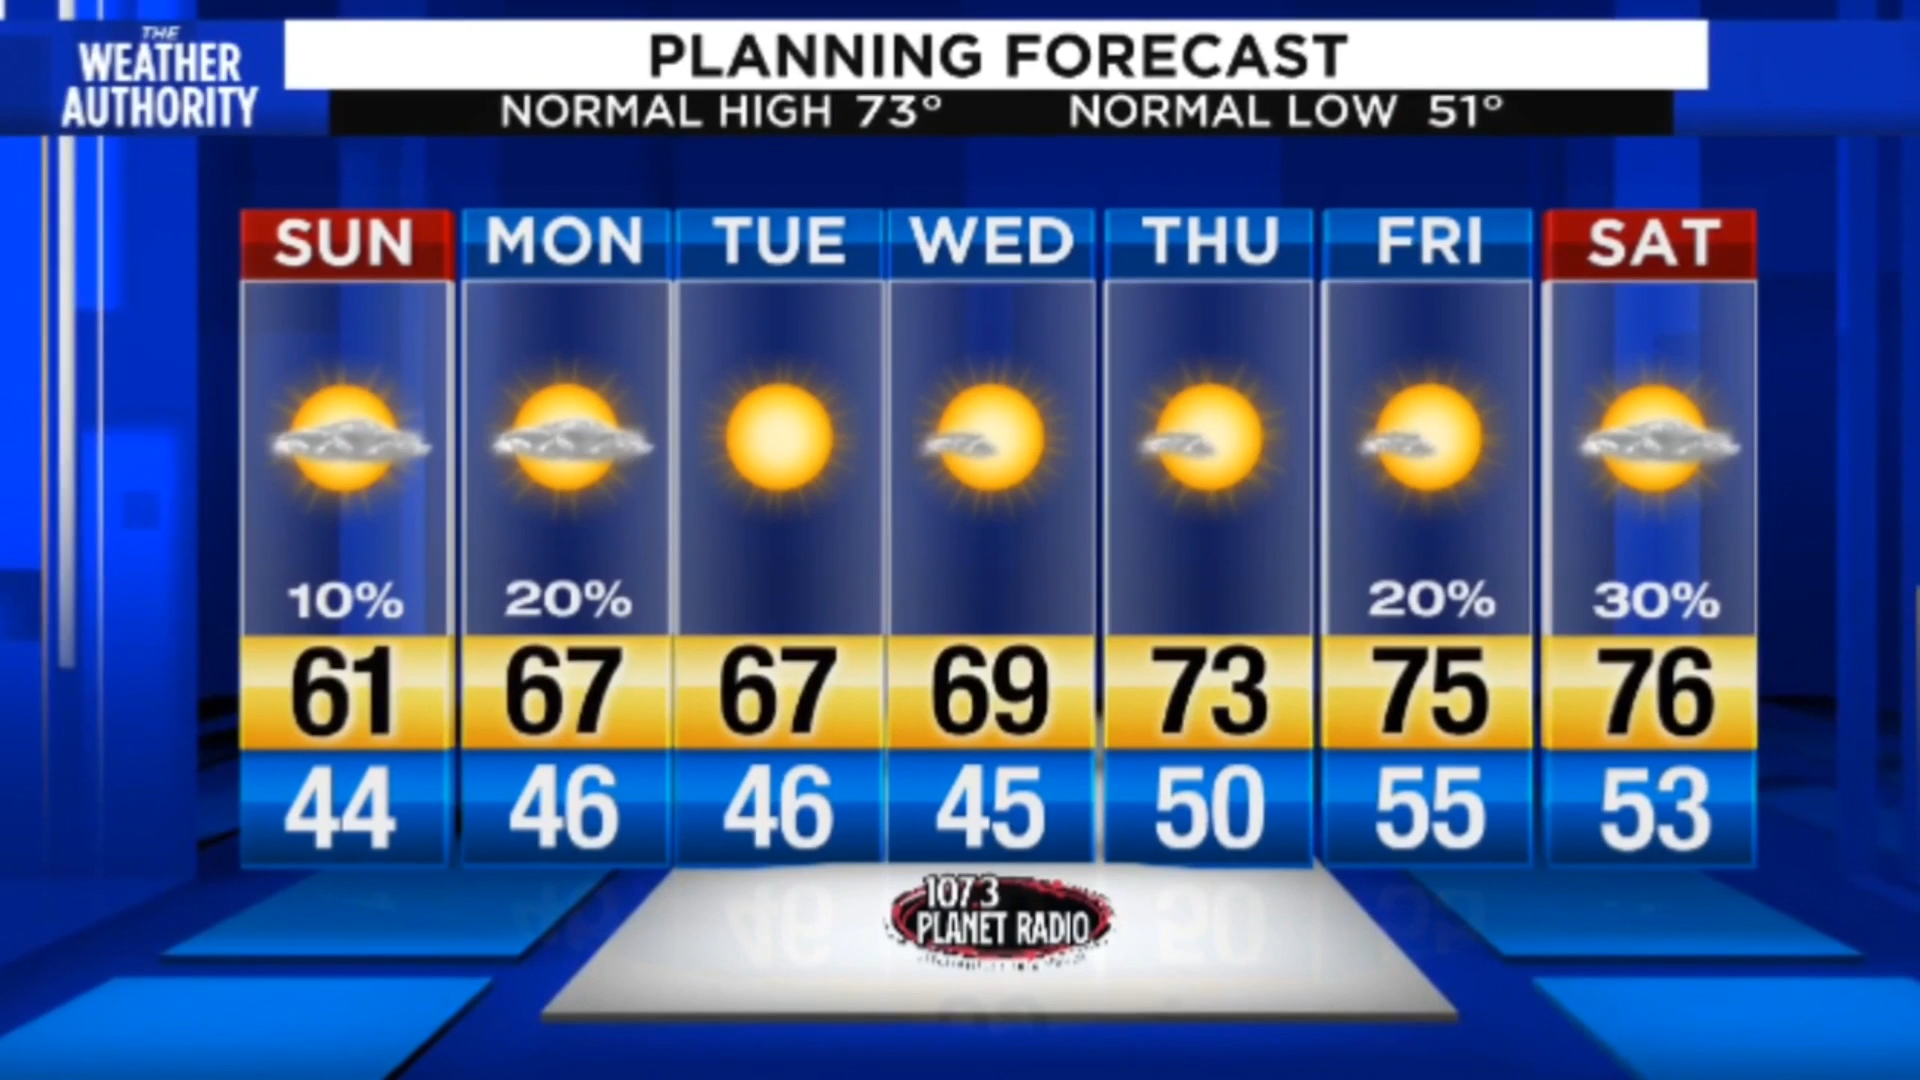 THE
WEATHER
AUTHORITY
PLANNING FORECAST
NORMAL HIGH 73° NORMAL LOW 51°
SUN MON TUE WED THU FRI SAT
10% 20% 20% 30%
61 67 67 69 73 75 76
44 46 46 45 50 55 53
107.3
PLANET RADIO